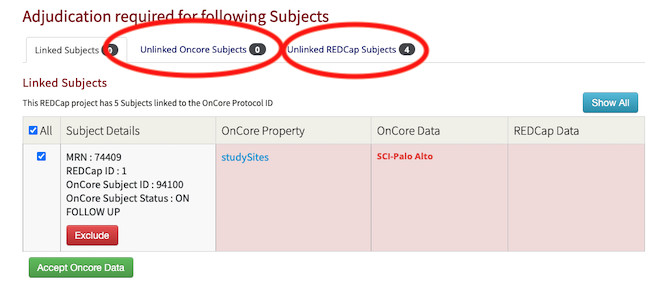 Adjudication required for following Subjects
Linked Subjects 0 Unlinked Oncore Subjects 0 Unlinked REDCap Subjects 4
Linked Subjects
This REDCap project has 5 Subjects linked to the OnCore Protocol ID
Show All
All Subject Details OnCore Property OnCore Data REDCap Data
MRN : 74409 studySites SCI-Palo Alto
REDCap ID : 1
OnCore Subject ID : 94100
OnCore Subject Status : ON
FOLLOW UP
Exclude
Accept Oncore Data